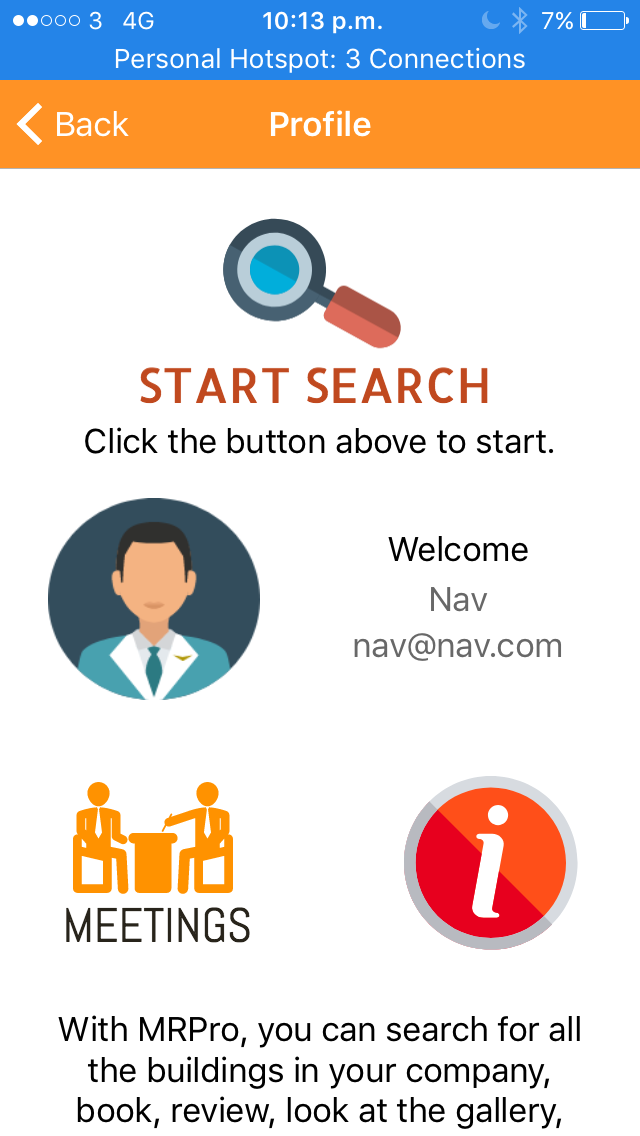 3 4G 10:13 p.m. 7%
Personal Hotspot: 3 Connections
Back Profile
START SEARCH
Click the button above to start.
Welcome
Nav
nav@nav.com
i
MEETINGS
With MRPro, you can search for all
the buildings in your company,
book, review, look at the gallery,